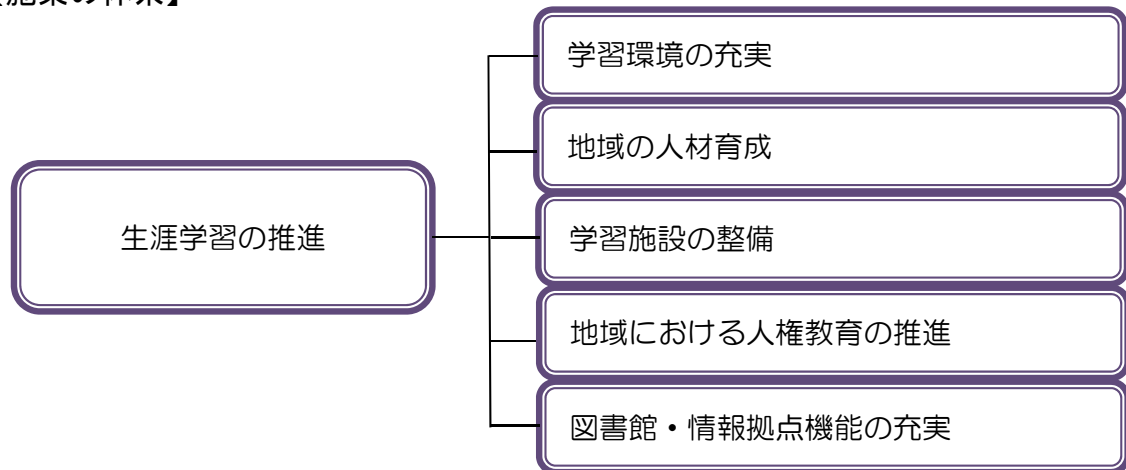 【施策の体系】
生涯学習の推進
学習環境の充実
地域の人材育成
学習施設の整備
地域における人権教育の推進
図書館・情報拠点機能の充実